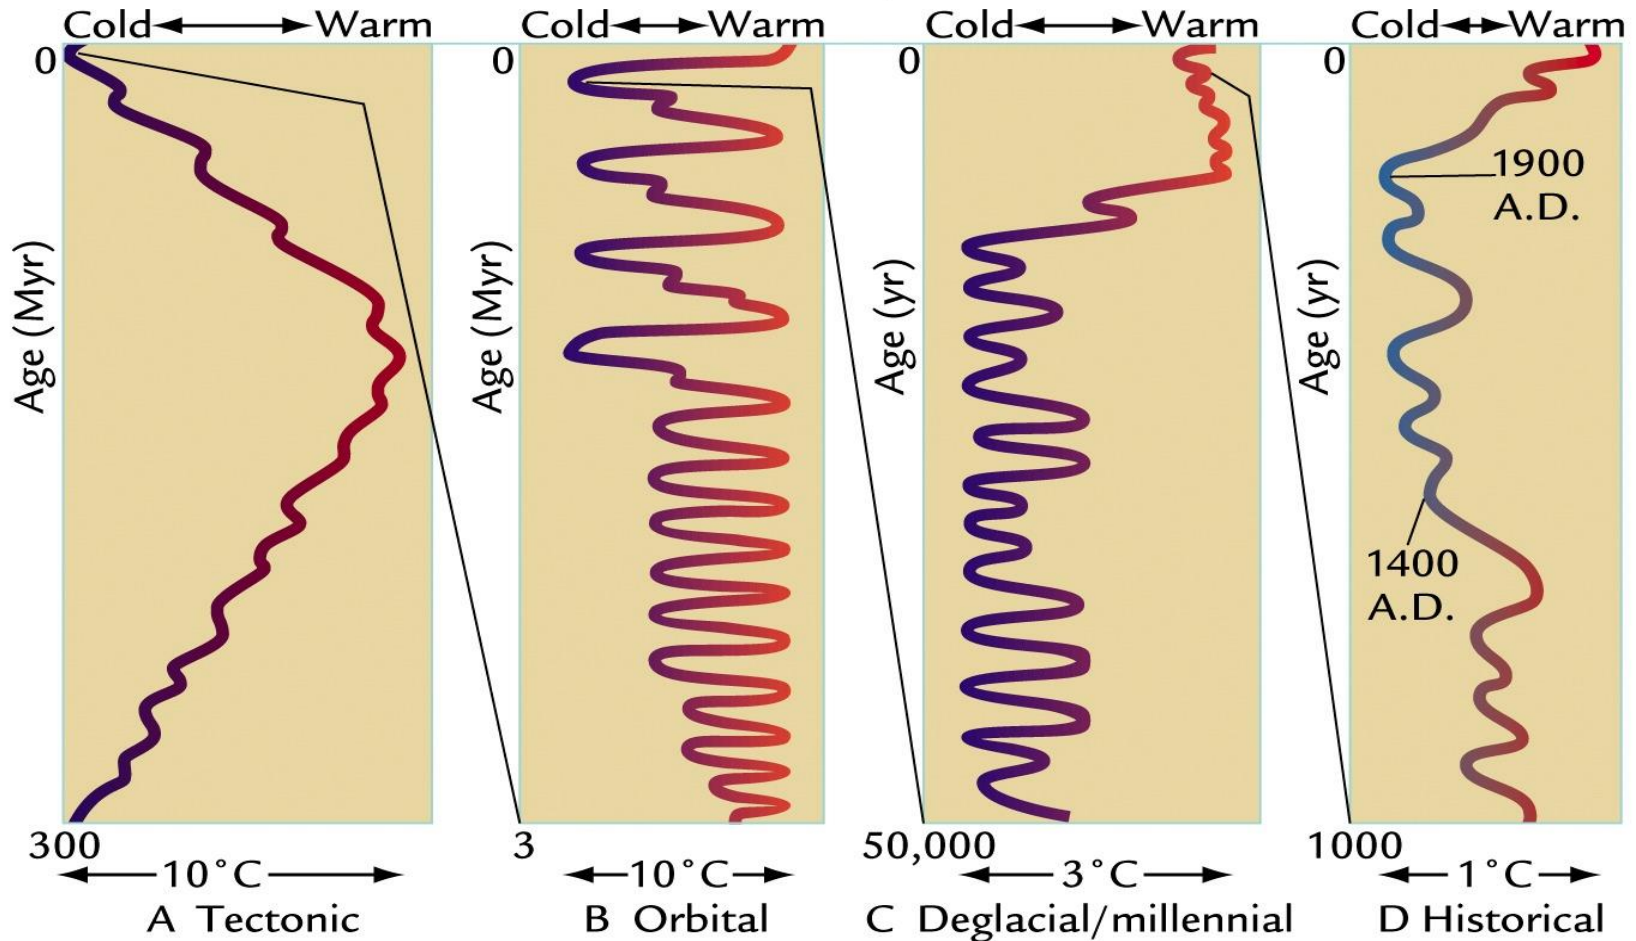 Cold Warm
Cold Warm
Cold Warm
Cold Warm
0
0
0
0
1900
A.D.
Age (Myr)
Age (Myr)
Age (yr)
Age (yr)
1400
A.D.
300
3
50,000
1000
10°C
10°C
3°C
1°C
A Tectonic
B Orbital
C Deglacial/millennial
D Historical